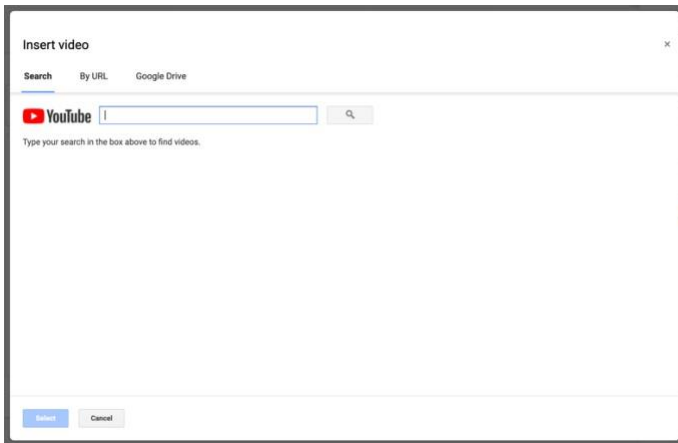 Insert video
×
Search By URL Google Drive
YouTube
Type your search in the box above to find videos.
Select Cancel